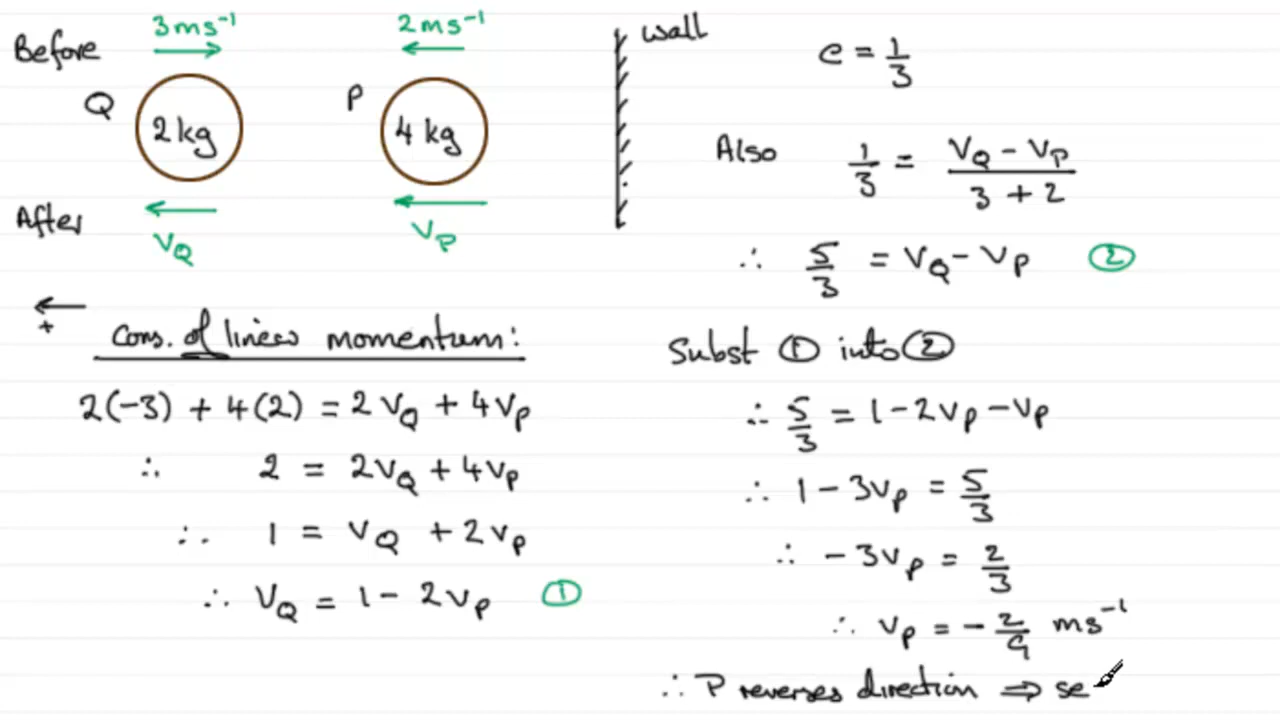 Before
3ms⁻¹
2ms⁻¹
Q
2kg
P
4kg
wall
After
V_Q
V_P
+
Cons. of linear momentum:
2(-3) + 4(2) = 2V_Q + 4V_P
∴ 2 = 2V_Q + 4V_P
∴ 1 = V_Q + 2V_P
∴ V_Q = 1 - 2V_P ①
e = 1/3
Also 1/3 = (V_Q - V_P)/(3 + 2)
∴ 5/3 = V_Q - V_P ②
Subst ① into ②
∴ 5/3 = 1 - 2V_P - V_P
∴ 1 - 3V_P = 5/3
∴ -3V_P = 2/3
∴ V_P = -2/9 ms⁻¹
∴ P reverses direction ⇒ se